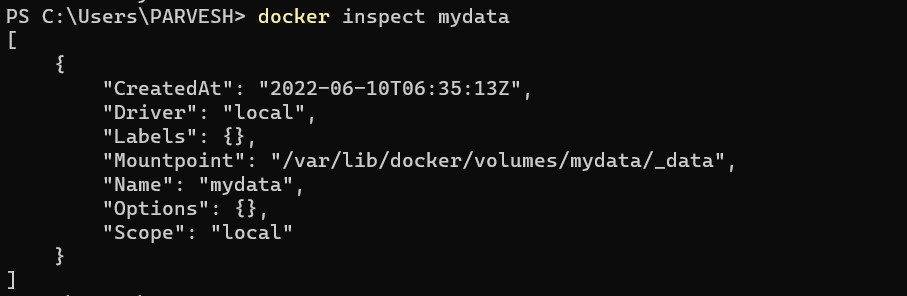 PS C:\Users\PARVESH> docker inspect mydata
[
    {
        "CreatedAt": "2022-06-10T06:35:13Z",
        "Driver": "local",
        "Labels": {},
        "Mountpoint": "/var/lib/docker/volumes/mydata/_data",
        "Name": "mydata",
        "Options": {},
        "Scope": "local"
    }
]